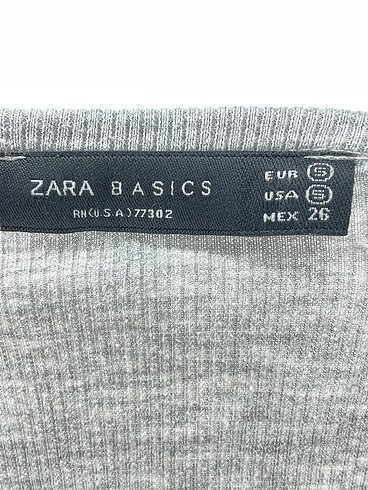 ZARA BASICS
RN(U.S.A)77302
EUR S
USA S
MEX 26